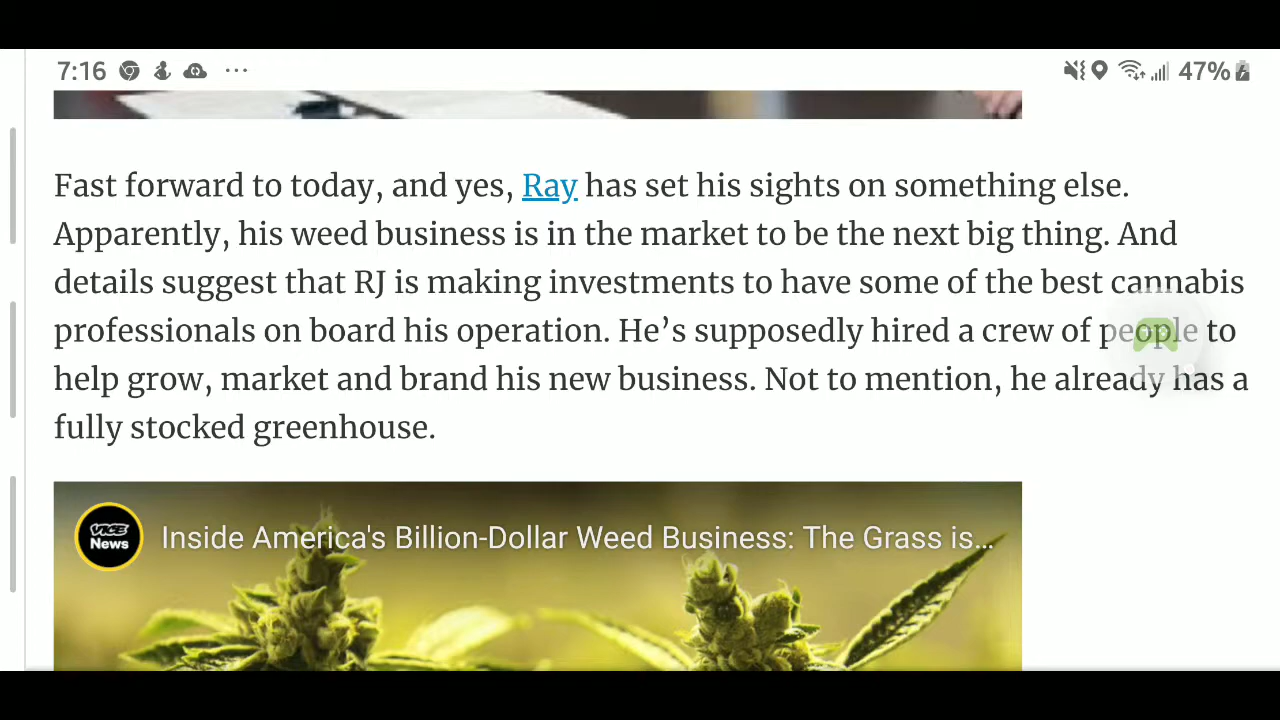 7:16
47%
Fast forward to today, and yes, Ray has set his sights on something else.
Apparently, his weed business is in the market to be the next big thing. And
details suggest that RJ is making investments to have some of the best cannabis
professionals on board his operation. He’s supposedly hired a crew of people to
help grow, market and brand his new business. Not to mention, he already has a
fully stocked greenhouse.
VICE
News
Inside America's Billion-Dollar Weed Business: The Grass is...